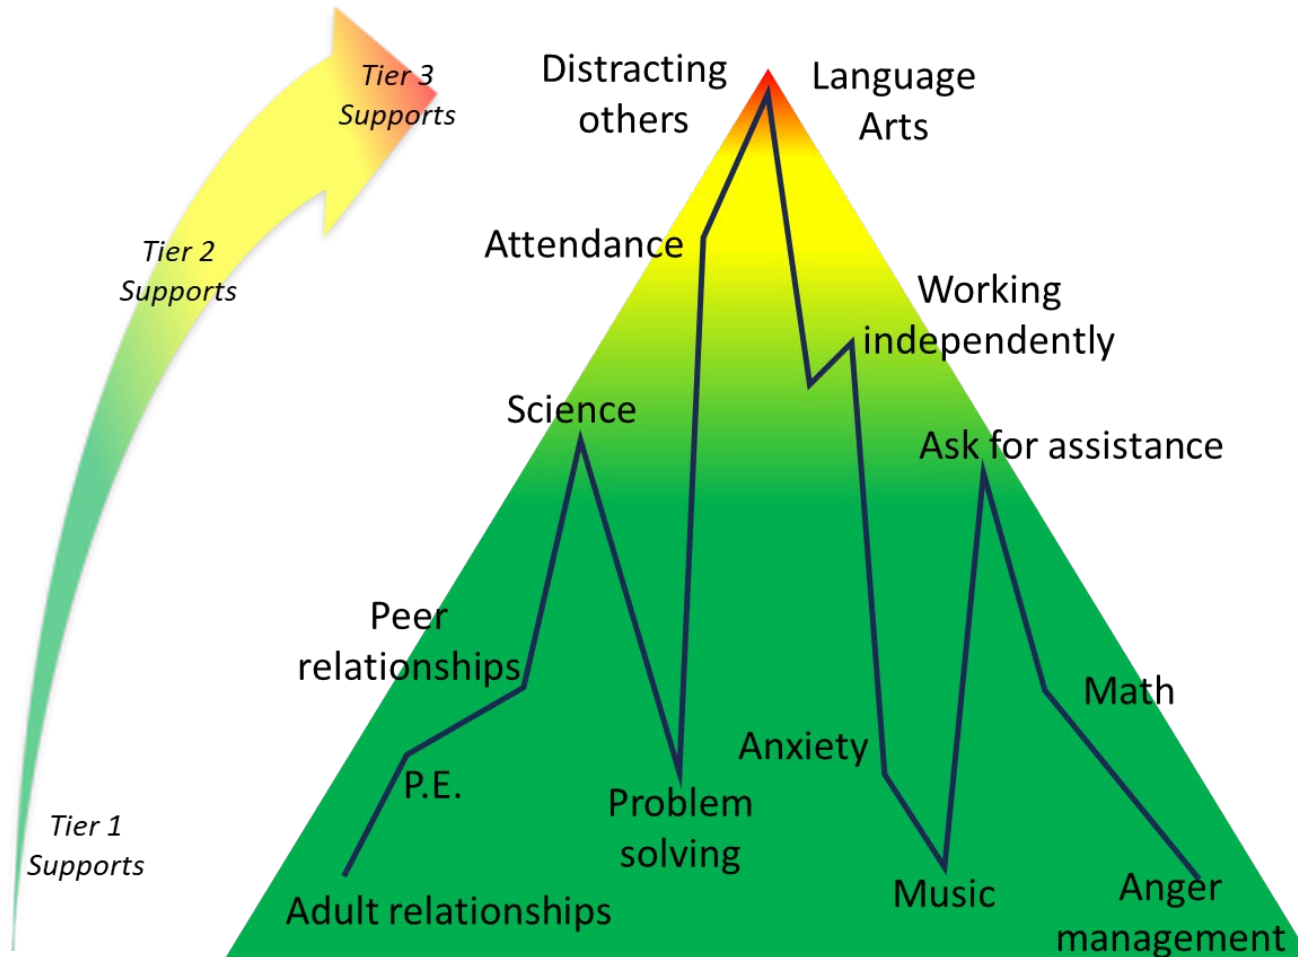 Tier 3
Supports
Distracting
others
Language
Arts
Tier 2
Supports
Attendance
Working
independently
Science
Ask for assistance
Peer
relationships
Math
Anxiety
P.E.
Problem
solving
Tier 1
Supports
Music
Anger
management
Adult relationships